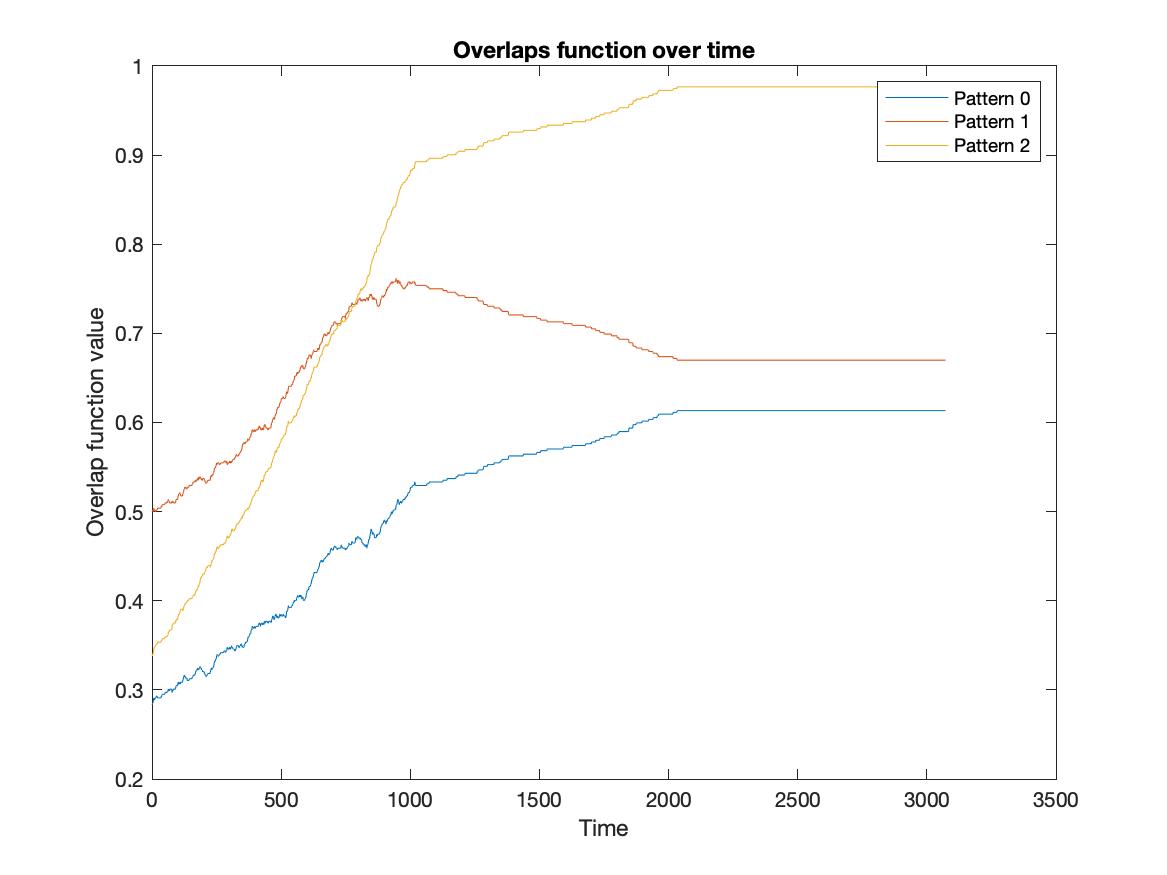 Overlaps function over time
1
0.9
0.8
0.7
0.6
0.5
0.4
0.3
0.2
Overlap function value
Pattern 0
Pattern 1
Pattern 2
0 500 1000 1500 2000 2500 3000 3500
Time